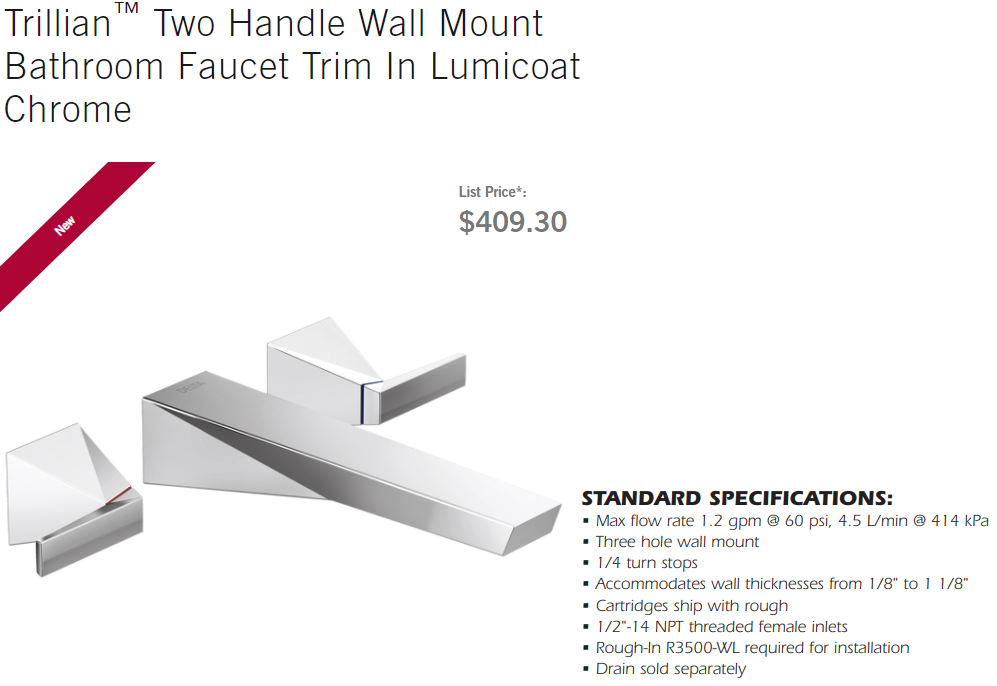 Trillian™ Two Handle Wall Mount
Bathroom Faucet Trim In Lumicoat
Chrome
New
List Price*:
$409.30
DELTA
STANDARD SPECIFICATIONS:
▪ Max flow rate 1.2 gpm @ 60 psi, 4.5 L/min @ 414 kPa
▪ Three hole wall mount
▪ 1/4 turn stops
▪ Accommodates wall thicknesses from 1/8" to 1 1/8"
▪ Cartridges ship with rough
▪ 1/2"-14 NPT threaded female inlets
▪ Rough-In R3500-WL required for installation
▪ Drain sold separately